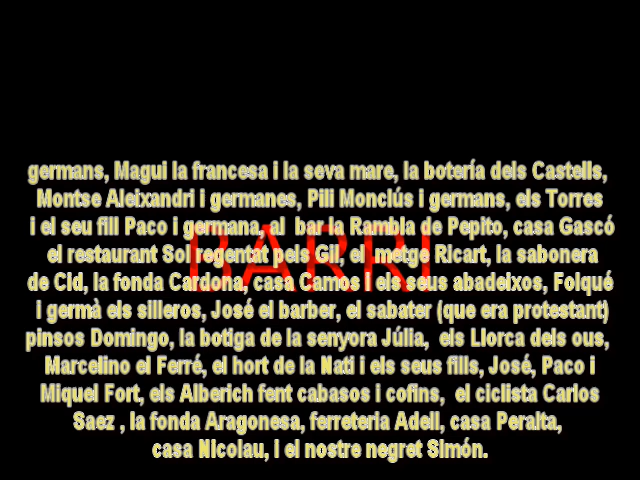 germans, Magui la francesa i la seva mare, la botería dels Castells,
Montse Aleixandri i germanes, Pili Monclús i germans, els Torres
i el seu fill Paco i germana, al bar la Rambla de Pepito, casa Gascó
el restaurant Sol regentat pels Gil, el metge Ricart, la sabonera
BARRI
de Cid, la fonda Cardona, casa Camos i els seus abadeixos, Folqué
i germà els silleros, José el barber, el sabater (que era protestant)
pinsos Domingo, la botiga de la senyora Júlia, els Llorca dels ous,
Marcelino el Ferré, el hort de la Nati i els seus fills, José, Paco i
Miquel Fort, els Alberich fent cabasos i cofins, el ciclista Carlos
Saez , la fonda Aragonesa, ferreteria Adell, casa Peralta,
casa Nicolau, i el nostre negret Simón.